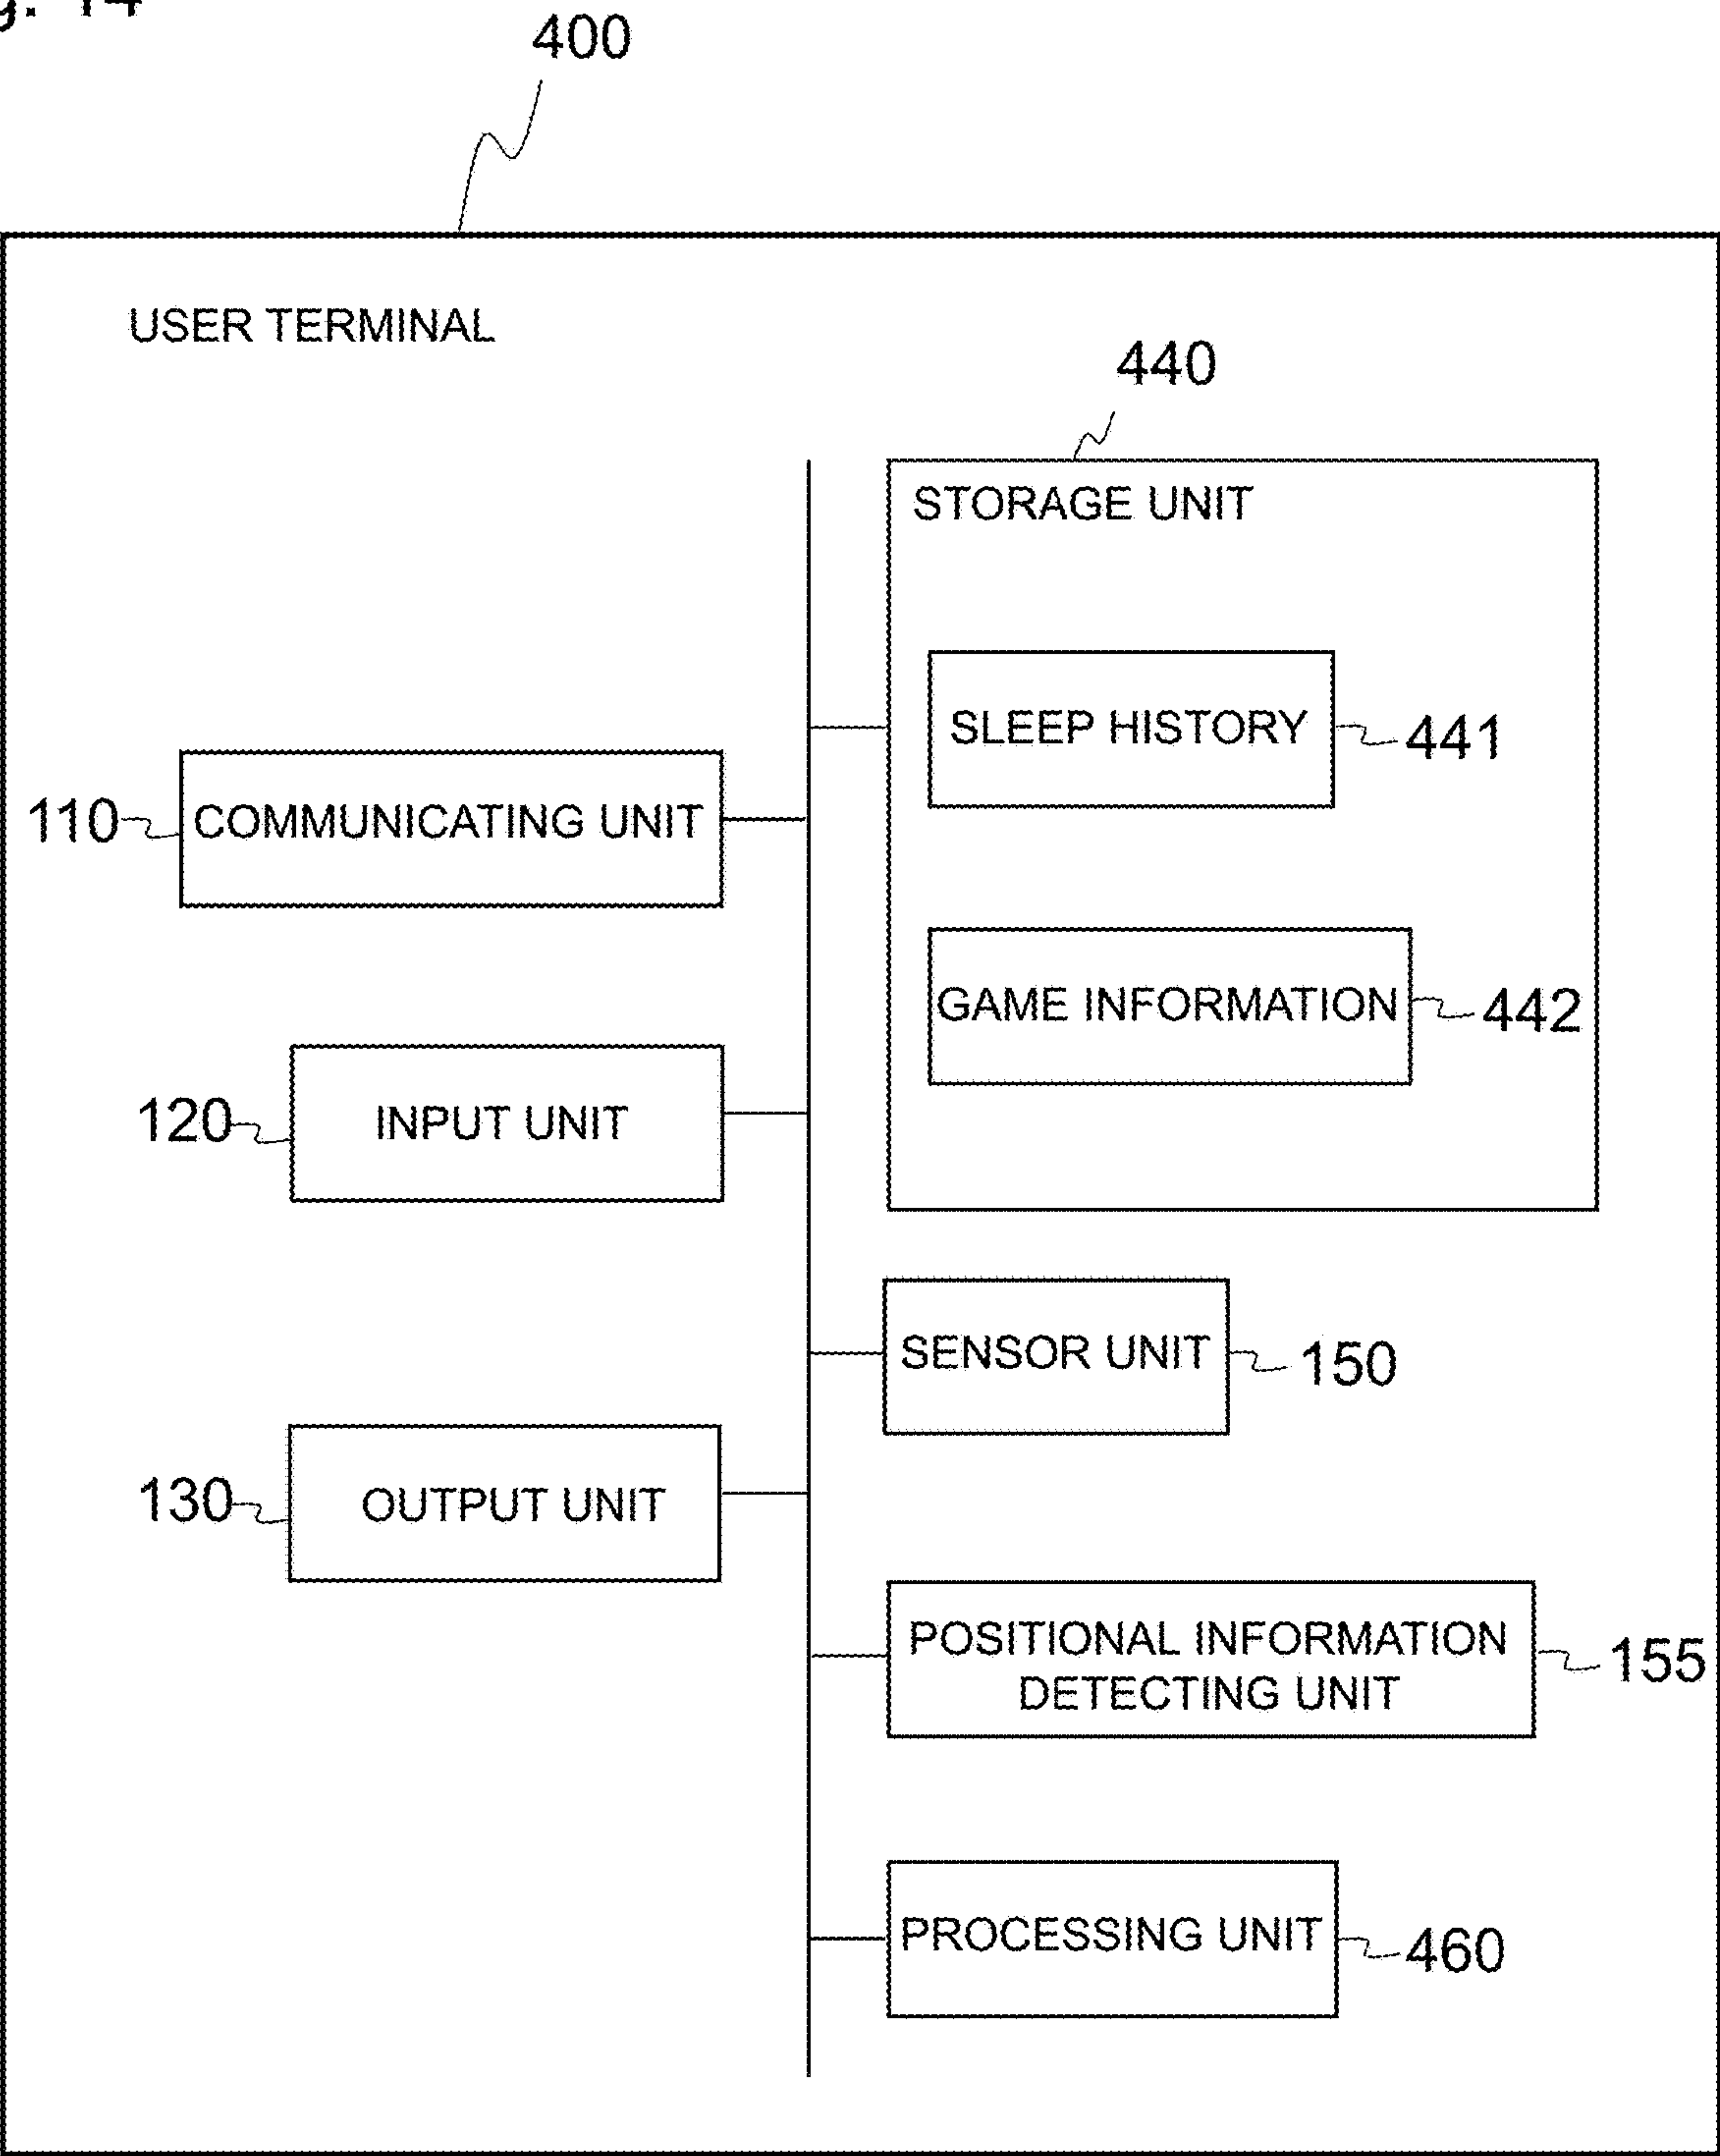 g. 14
400
USER TERMINAL
440
STORAGE UNIT
SLEEP HISTORY
441
110
COMMUNICATING UNIT
GAME INFORMATION
442
120
INPUT UNIT
SENSOR UNIT
150
130
OUTPUT UNIT
POSITIONAL INFORMATION
DETECTING UNIT
155
PROCESSING UNIT
460